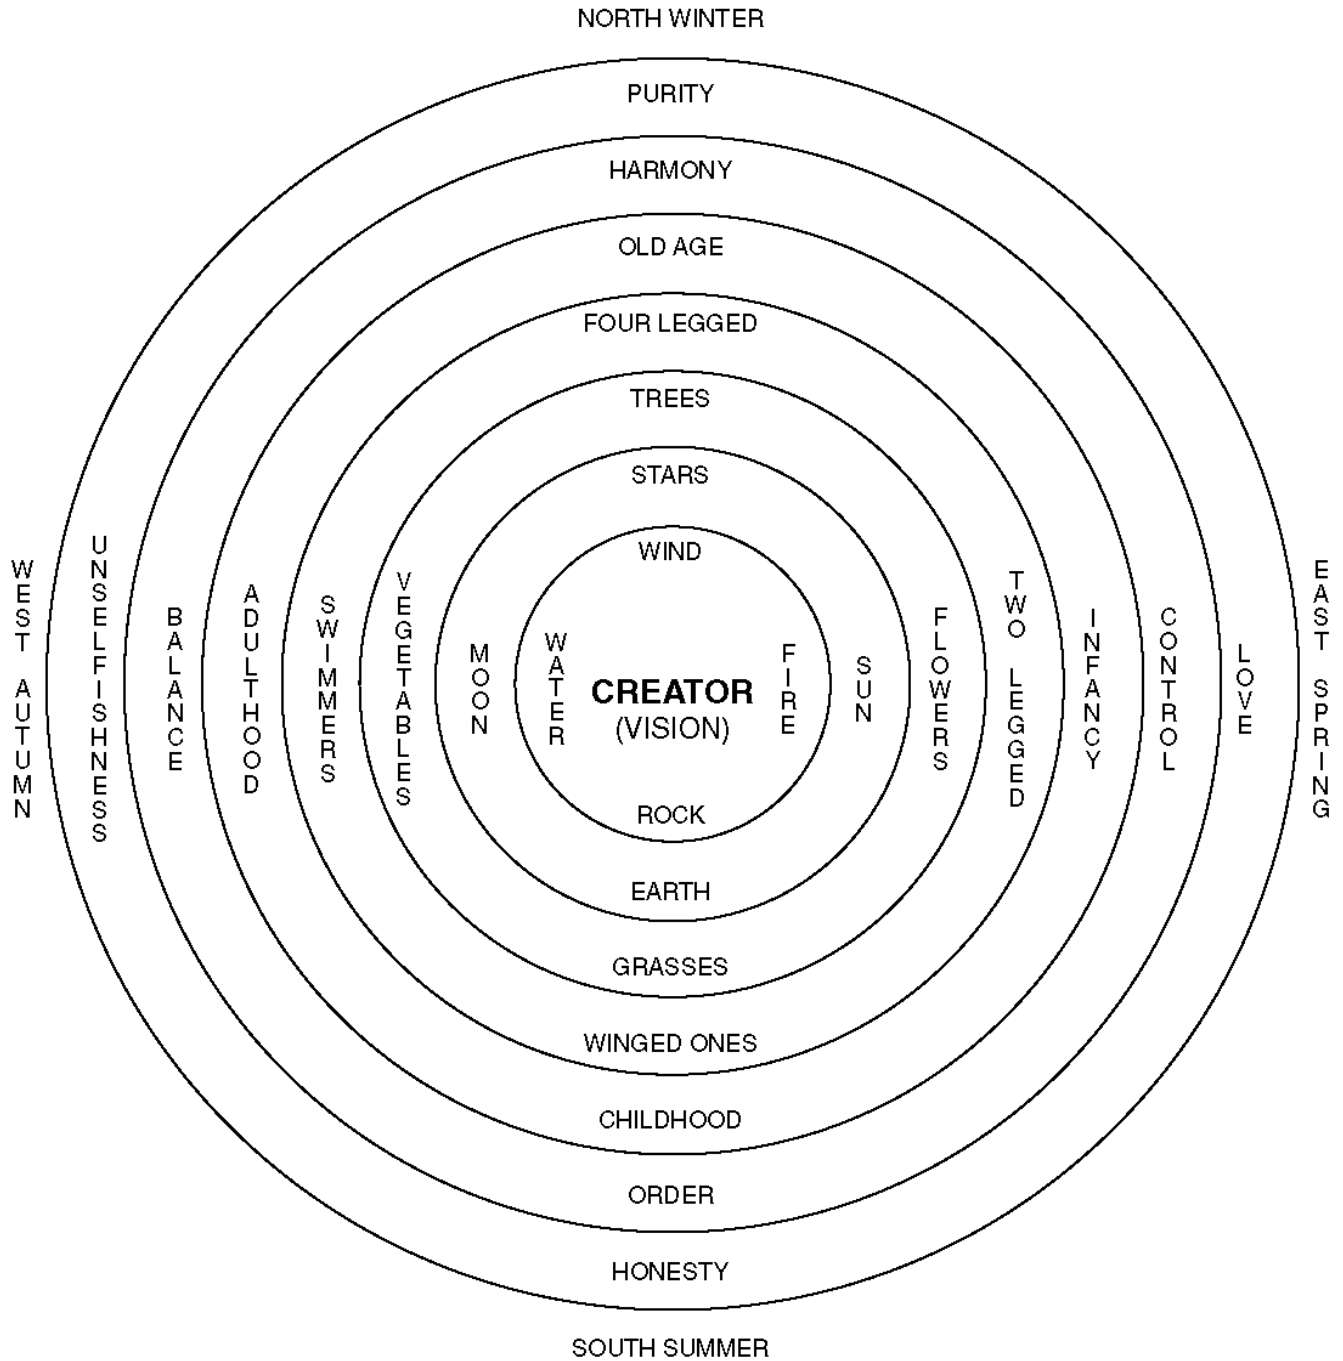 NORTH WINTER
PURITY
HARMONY
OLD AGE
FOUR LEGGED
TREES
STARS
WIND
WEST AUTUMN
UNSELFISHNESS
BALANCE
ADULTHOOD
SWIMMERS
VEGETABLES
MOON
WATER
CREATOR
(VISION)
FIRE
SUN
FLOWERS
TWO LEGGED
INFANCY
CONTROL
LOVE
EAST SPRING
ROCK
EARTH
GRASSES
WINGED ONES
CHILDHOOD
ORDER
HONESTY
SOUTH SUMMER